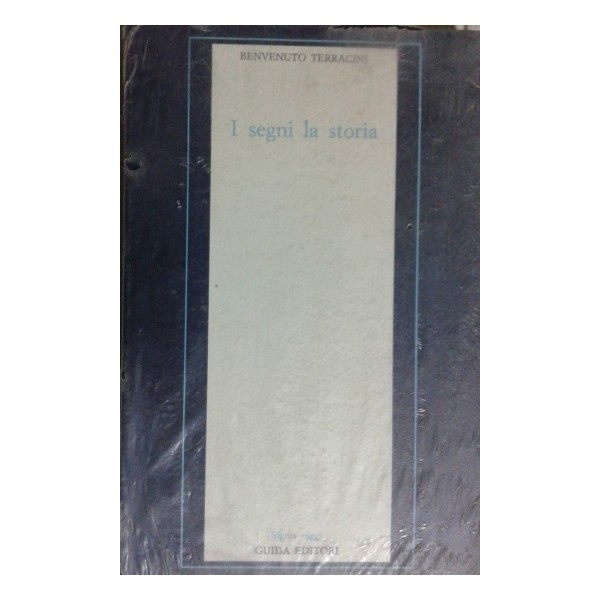 BENVENUTO TERRACINI
I segni la storia
GUIDA EDITORI